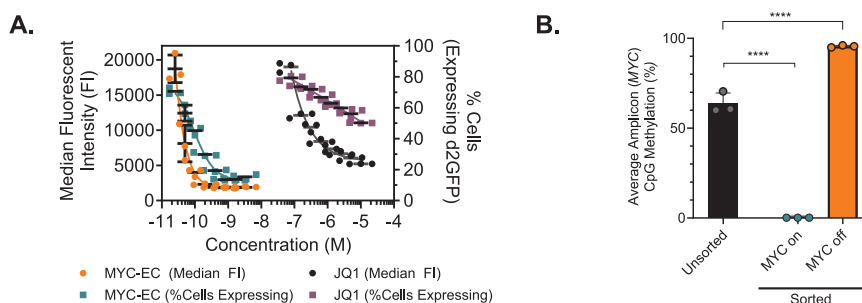 A.
Median Fluorescent
Intensity (FI)
20000
15000
10000
5000
0
100
80
60
40
20
0
% Cells
(Expressing d2GFP)
-11 -10 -9 -8 -7 -6 -5 -4
Concentration (M)
MYC-EC (Median FI)
JQ1 (Median FI)
MYC-EC (%Cells Expressing)
JQ1 (%Cells Expressing)
B.
Average Amplicon (MYC)
CpG Methylation (%)
100
50
0
****
****
Unsorted
MYC on
MYC off
Sorted